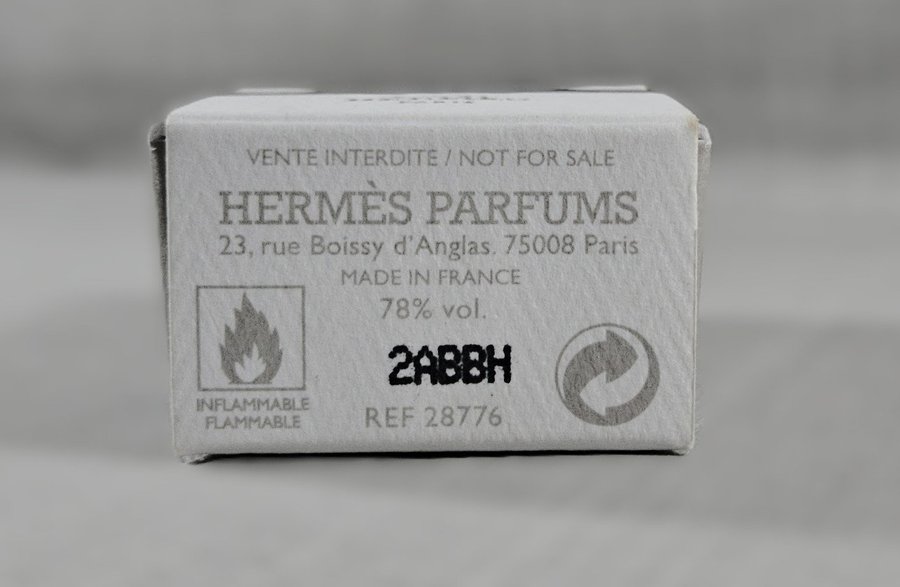 VENTE INTERDITE / NOT FOR SALE
HERMÈS PARFUMS
23, rue Boissy d'Anglas. 75008 Paris
MADE IN FRANCE
78% vol.
2ABBH
INFLAMMABLE
FLAMMABLE
REF 28776